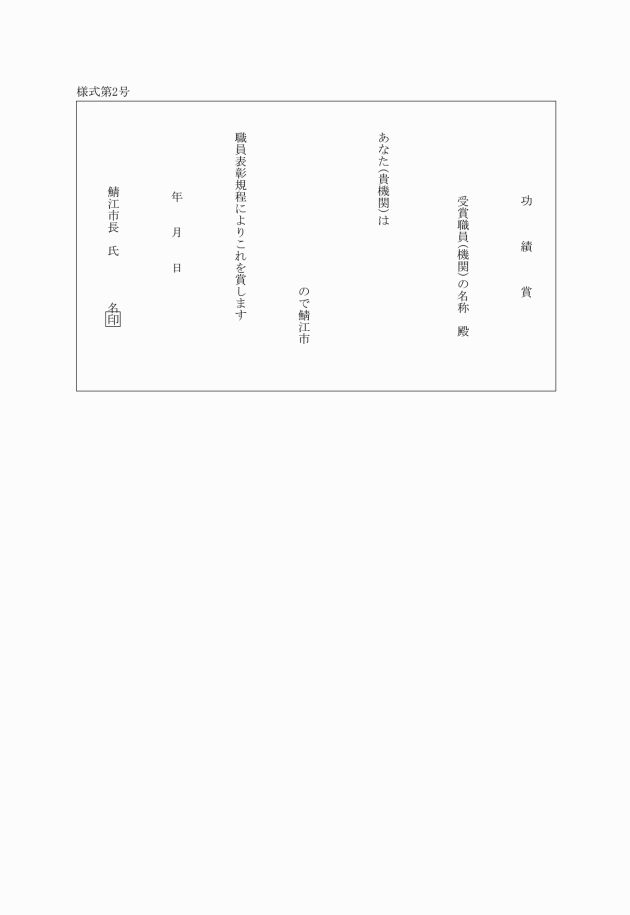 様式第2号
功績賞
受賞職員(機関)の名称　殿
あなた(貴機関)は
ので鯖江市
職員表彰規程によりこれを賞します
年　月　日
鯖江市長　氏　名印